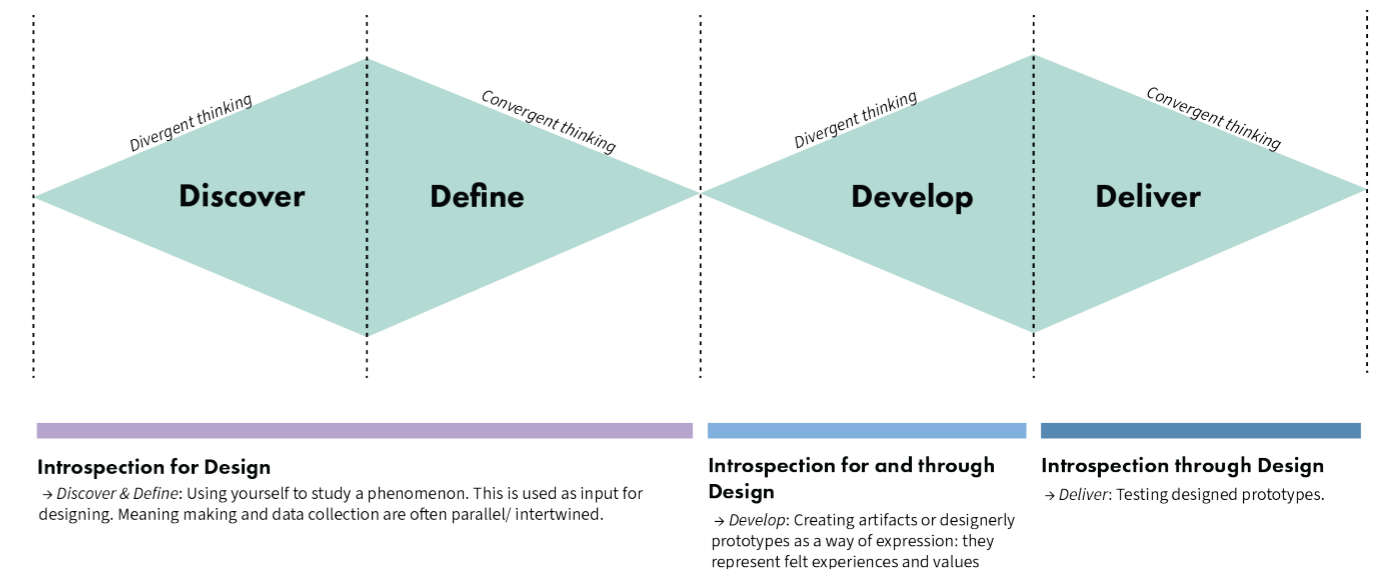 Divergent thinking
Convergent thinking
Divergent thinking
Convergent thinking
Discover
Define
Develop
Deliver
Introspection for Design
→ Discover & Define: Using yourself to study a phenomenon. This is used as input for
designing. Meaning making and data collection are often parallel/ intertwined.
Introspection for and through
Design
→ Develop: Creating artifacts or designerly
prototypes as a way of expression: they
represent felt experiences and values
Introspection through Design
→ Deliver: Testing designed prototypes.